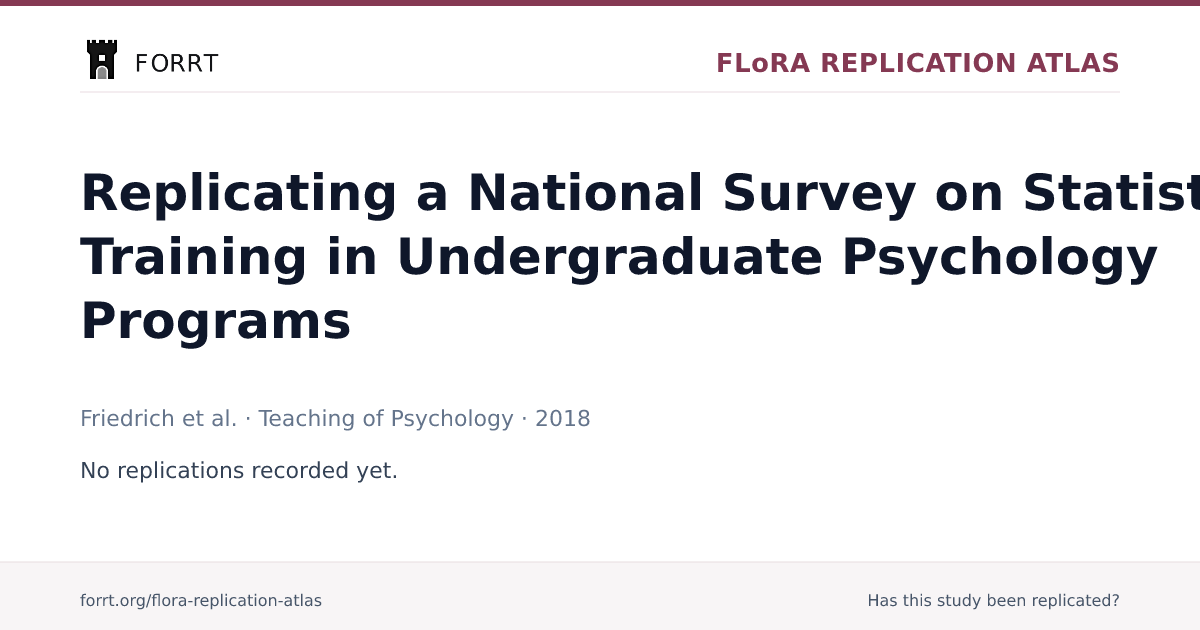 FORRT
FLoRA REPLICATION ATLAS
Replicating a National Survey on Statist
Training in Undergraduate Psychology
Programs
Friedrich et al. · Teaching of Psychology · 2018
No replications recorded yet.
forrt.org/flora-replication-atlas
Has this study been replicated?